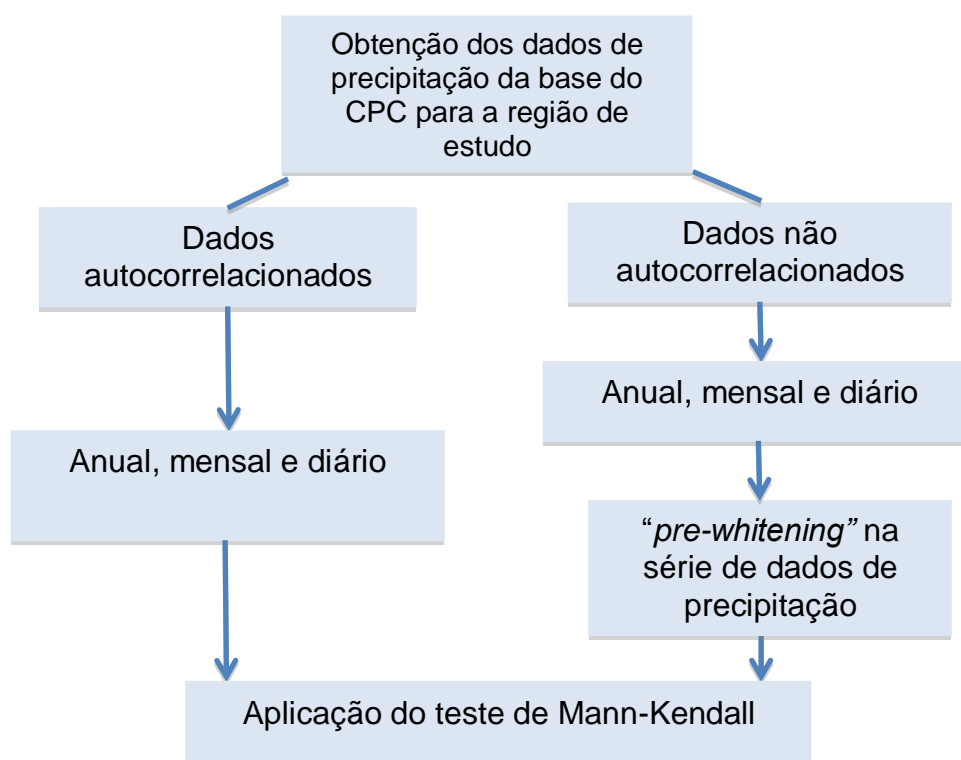 Obtenção dos dados de
precipitação da base do
CPC para a região de
estudo
Dados
autocorrelacionados
Dados não
autocorrelacionados
Anual, mensal e diário
Anual, mensal e diário
“pre-whitening” na
série de dados de
precipitação
Aplicação do teste de Mann-Kendall